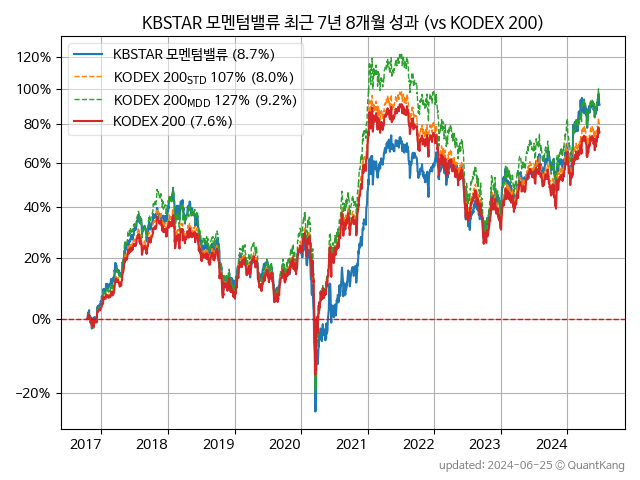 KBSTAR 모멘텀밸류 최근 7년 8개월 성과 (vs KODEX 200)
KBSTAR 모멘텀밸류 (8.7%)
KODEX 200STD 107% (8.0%)
KODEX 200MDD 127% (9.2%)
KODEX 200 (7.6%)
120%
100%
80%
60%
40%
20%
0%
−20%
2017 2018 2019 2020 2021 2022 2023 2024
updated: 2024-06-25 © QuantKang